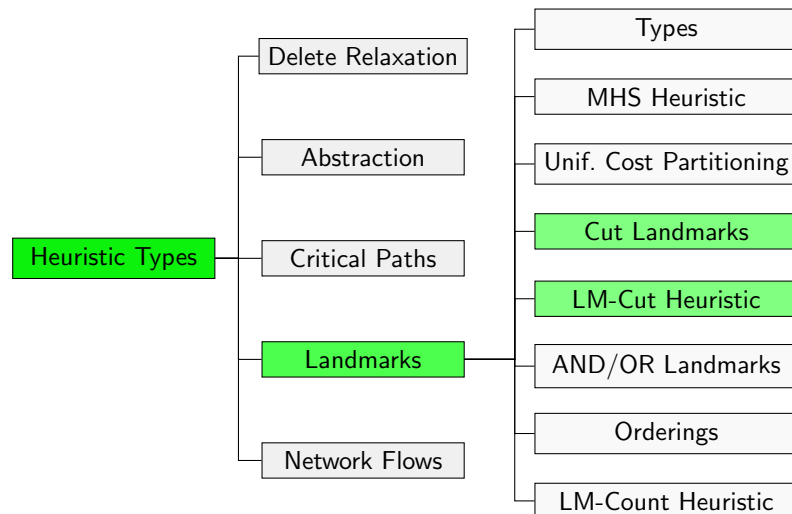 Heuristic Types
Delete Relaxation
Abstraction
Critical Paths
Landmarks
Network Flows
Types
MHS Heuristic
Unif. Cost Partitioning
Cut Landmarks
LM-Cut Heuristic
AND/OR Landmarks
Orderings
LM-Count Heuristic